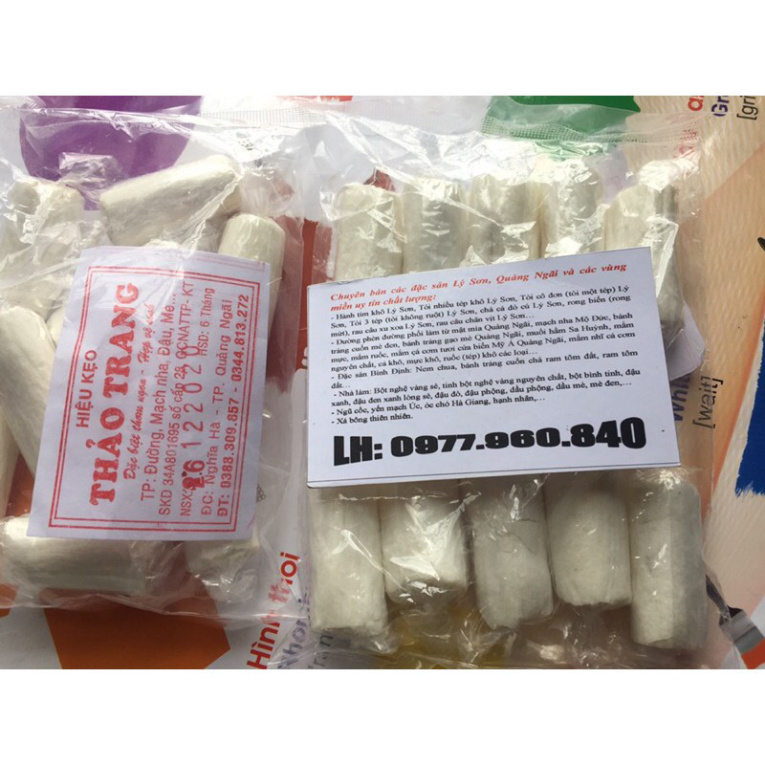 HIỆU KẸO
THẢO TRANG
Đặc biệt thơm ngon - Hợp vệ sinh
TP: Đường, Mạch nha, Đậu, Mè...
SKD 34A801695 số cấp 28 GCNATTP-KT
NSX: 26 12 2020 HSD: 6 Tháng
ĐC: Nghĩa Hà - TP. Quảng Ngãi
ĐT: 0388.309.857 - 0344.813.272
Chuyên bán các đặc sản Lý Sơn, Quảng Ngãi và các vùng
miền uy tín chất lượng:
- Hành tím khô Lý Sơn, Tỏi nhiều tép khô Lý Sơn, Tỏi cô đơn (tỏi một tép) Lý
Sơn, Tỏi 3 tép (tỏi không ruột) Lý Sơn, chả cá đỏ củ Lý Sơn, rong biển (rong
mứt), rau câu xu xoa Lý Sơn, rau câu chân vịt Lý Sơn...
- Đường phèn đường phổi làm từ mật mía Quảng Ngãi, mạch nha Mộ Đức, bánh
tráng cuốn mè đen, bánh tráng gạo mè Quảng Ngãi, muối hầm Sa Huỳnh, mắm
mực, mắm ruốc, mắm cá cơm tươi cửa biển Mỹ Á Quảng Ngãi, mắm nhĩ cá cơm
nguyên chất, cá khô, mực khô, ruốc (tép) khô các loại...
- Đặc sản Bình Định: Nem chua, bánh tráng cuốn chả ram tôm đất, ram tôm
đất...
- Nhà làm: Bột nghệ vàng sẻ, tinh bột nghệ vàng nguyên chất, bột bình tinh, đậu
xanh, đậu đen xanh lòng sẻ, đậu đỏ, đậu phộng, dầu phộng, dầu mè, mè đen,...
- Ngũ cốc, yến mạch Úc, óc chó Hà Giang, hạnh nhân,...
- Xà bông thiên nhiên.
LH: 0977.960.840
Hình thoi
[wait]